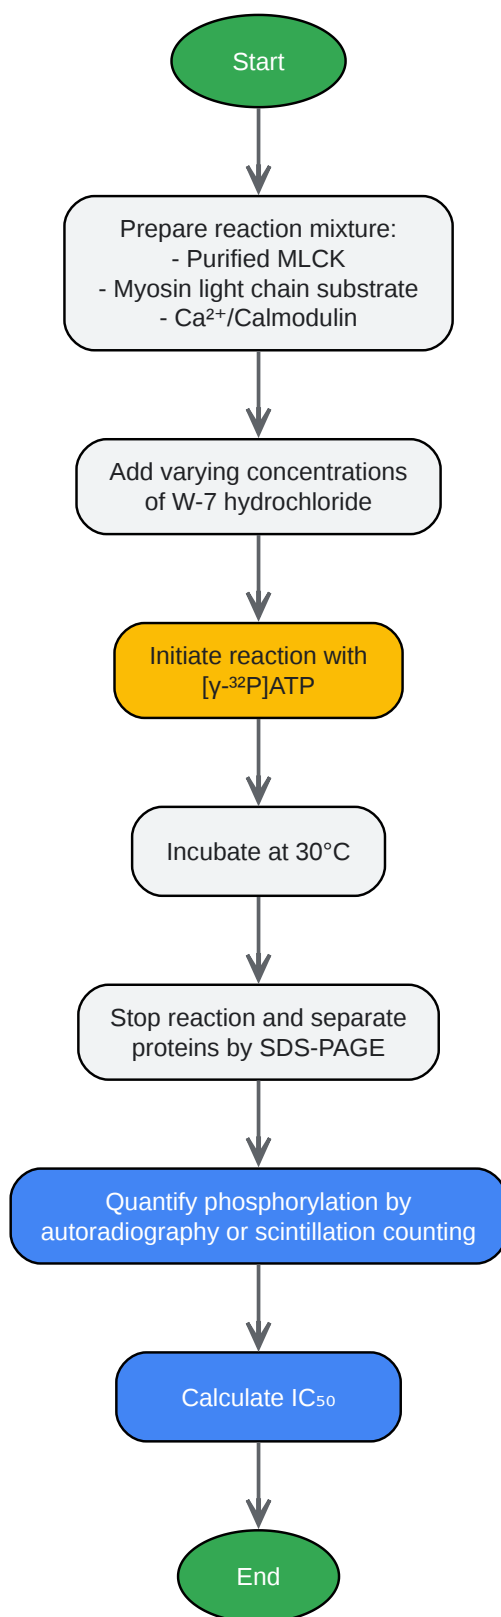 Start
Prepare reaction mixture:
- Purified MLCK
- Myosin light chain substrate
- Ca²⁺/Calmodulin
Add varying concentrations
of W-7 hydrochloride
Initiate reaction with
[γ-³²P]ATP
Incubate at 30°C
Stop reaction and separate
proteins by SDS-PAGE
Quantify phosphorylation by
autoradiography or scintillation counting
Calculate IC₅₀
End